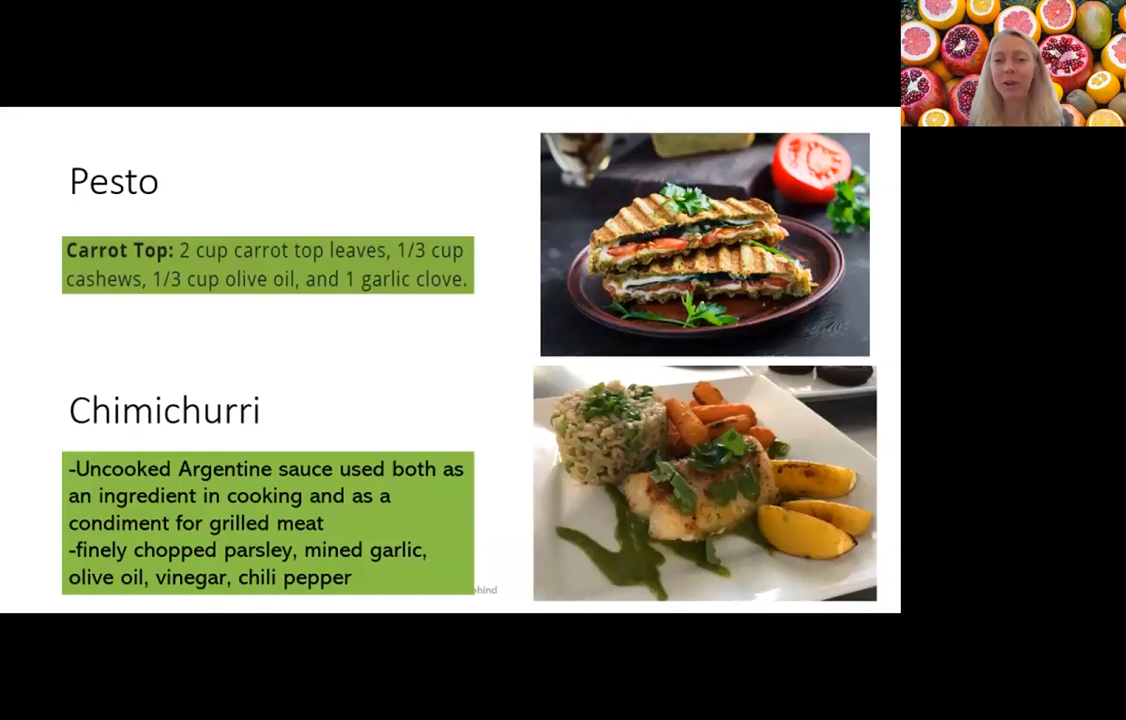 Pesto
Carrot Top: 2 cup carrot top leaves, 1/3 cup
cashews, 1/3 cup olive oil, and 1 garlic clove.
Chimichurri
-Uncooked Argentine sauce used both as
an ingredient in cooking and as a
condiment for grilled meat
-finely chopped parsley, mined garlic,
olive oil, vinegar, chili pepper
ehind